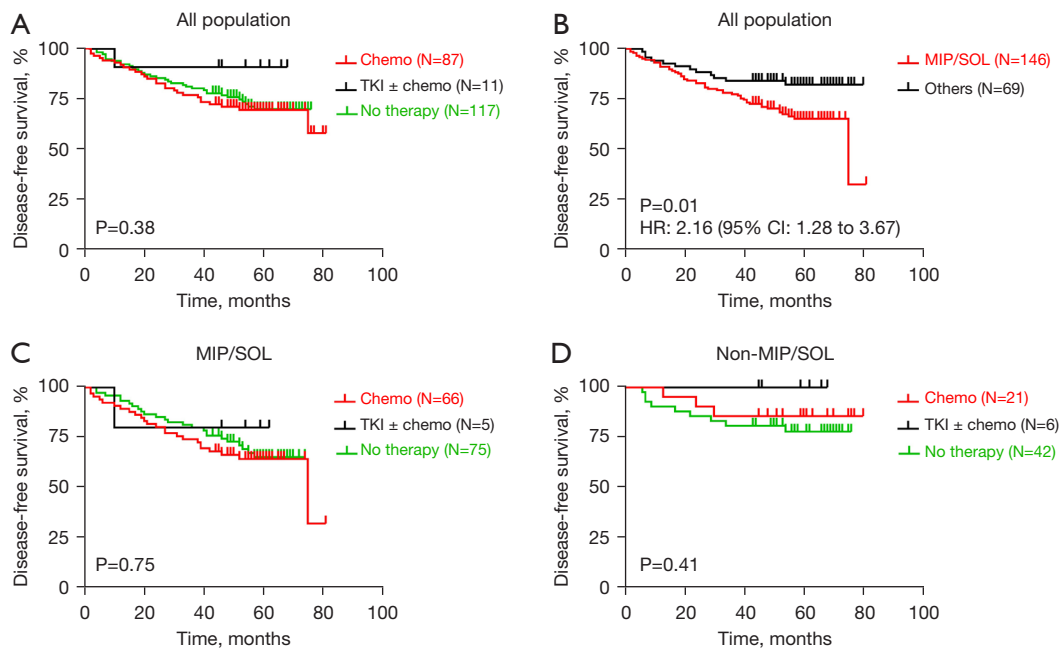 A
All population
Disease-free survival, %
100
75
50
25
0
Chemo (N=87)
TKI ± chemo (N=11)
No therapy (N=117)
P=0.38
0 20 40 60 80 100
Time, months
B
All population
Disease-free survival, %
100
75
50
25
0
MIP/SOL (N=146)
Others (N=69)
P=0.01
HR: 2.16 (95% CI: 1.28 to 3.67)
0 20 40 60 80 100
Time, months
C
MIP/SOL
Disease-free survival, %
100
75
50
25
0
Chemo (N=66)
TKI ± chemo (N=5)
No therapy (N=75)
P=0.75
0 20 40 60 80 100
Time, months
D
Non-MIP/SOL
Disease-free survival, %
100
75
50
25
0
Chemo (N=21)
TKI ± chemo (N=6)
No therapy (N=42)
P=0.41
0 20 40 60 80 100
Time, months